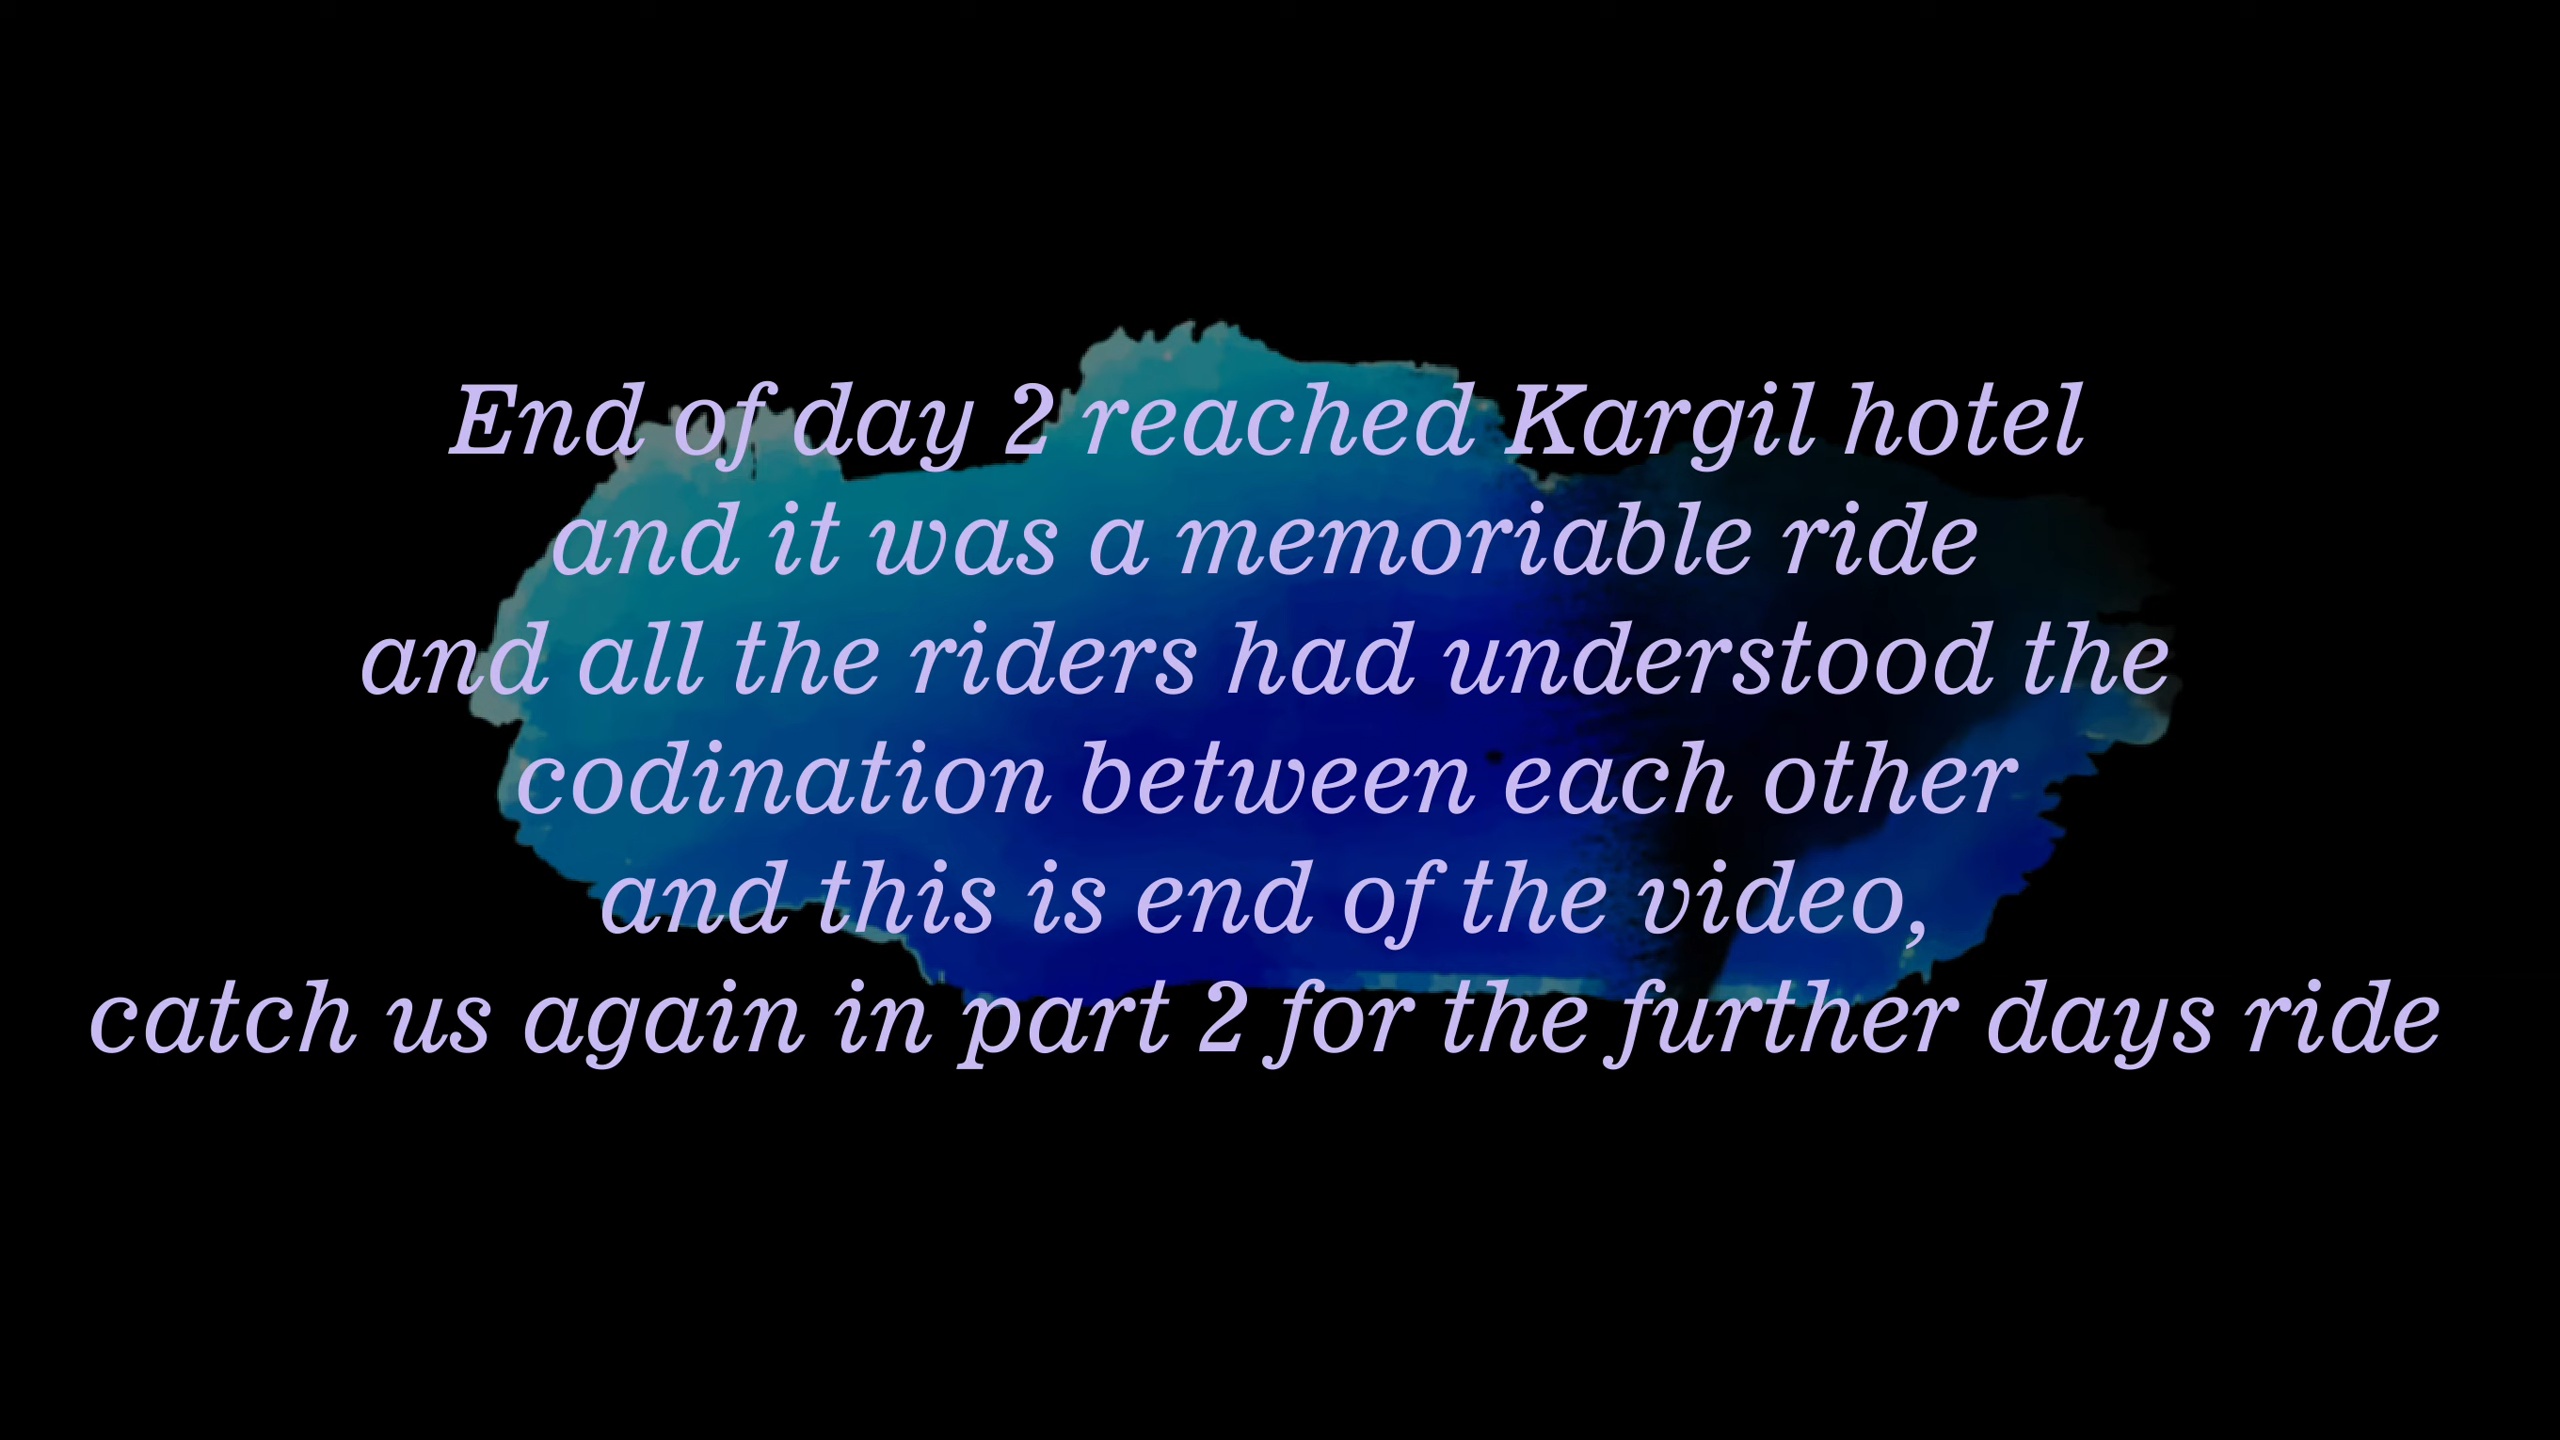 End of day 2 reached Kargil hotel
and it was a memoriable ride
and all the riders had understood the
codination between each other
and this is end of the video,
catch us again in part 2 for the further days ride